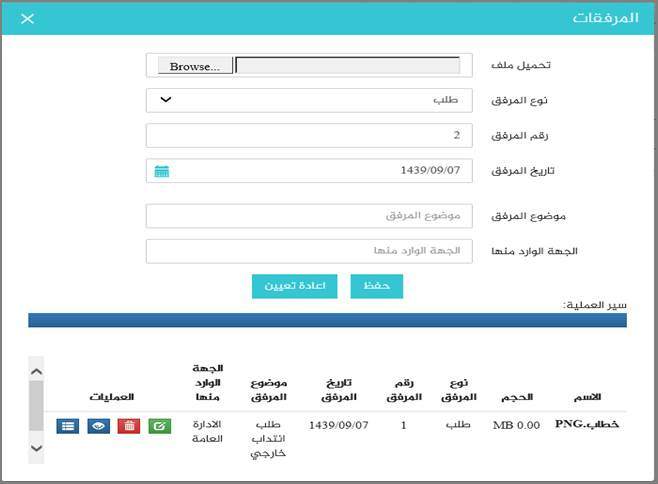 المرفقات
تحميل ملف
Browse...
نوع المرفق
طلب
رقم المرفق
2
تاريخ المرفق
1439/09/07
موضوع المرفق
موضوع المرفق
الجهة الوارد منها
الجهة الوارد منها
حفظ
اعادة تعيين
سير العملية:
الاسم
الحجم
نوع
المرفق
رقم
المرفق
تاريخ
المرفق
موضوع
المرفق
الجهة
الوارد
منها
العمليات
خطاب.PNG
0.00 MB
طلب
1
1439/09/07
طلب
انتداب
خارجي
الادارة
العامة